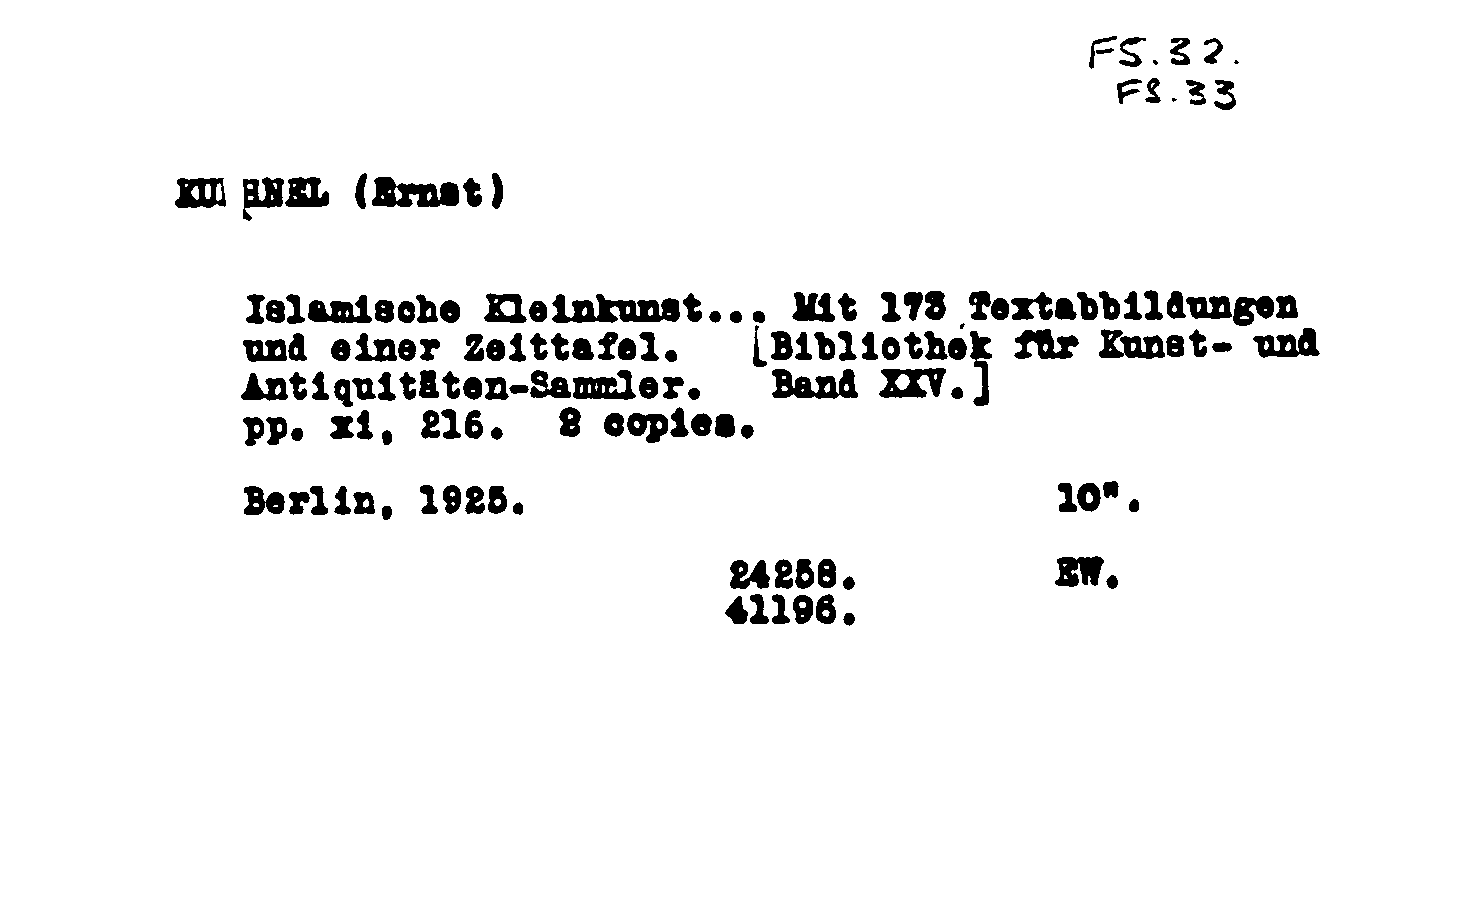 FS.32.
FS.33
KUHNEL (Ernst)
Islamische Kleinkunst... Mit 173 Textabbildungen
und einer Zeittafel. [Bibliothek für Kunst- und
Antiquitäten-Sammler. Band XXV.]
pp. xi, 216. 2 copies.
Berlin, 1925. 10".
24258. EW.
41196.